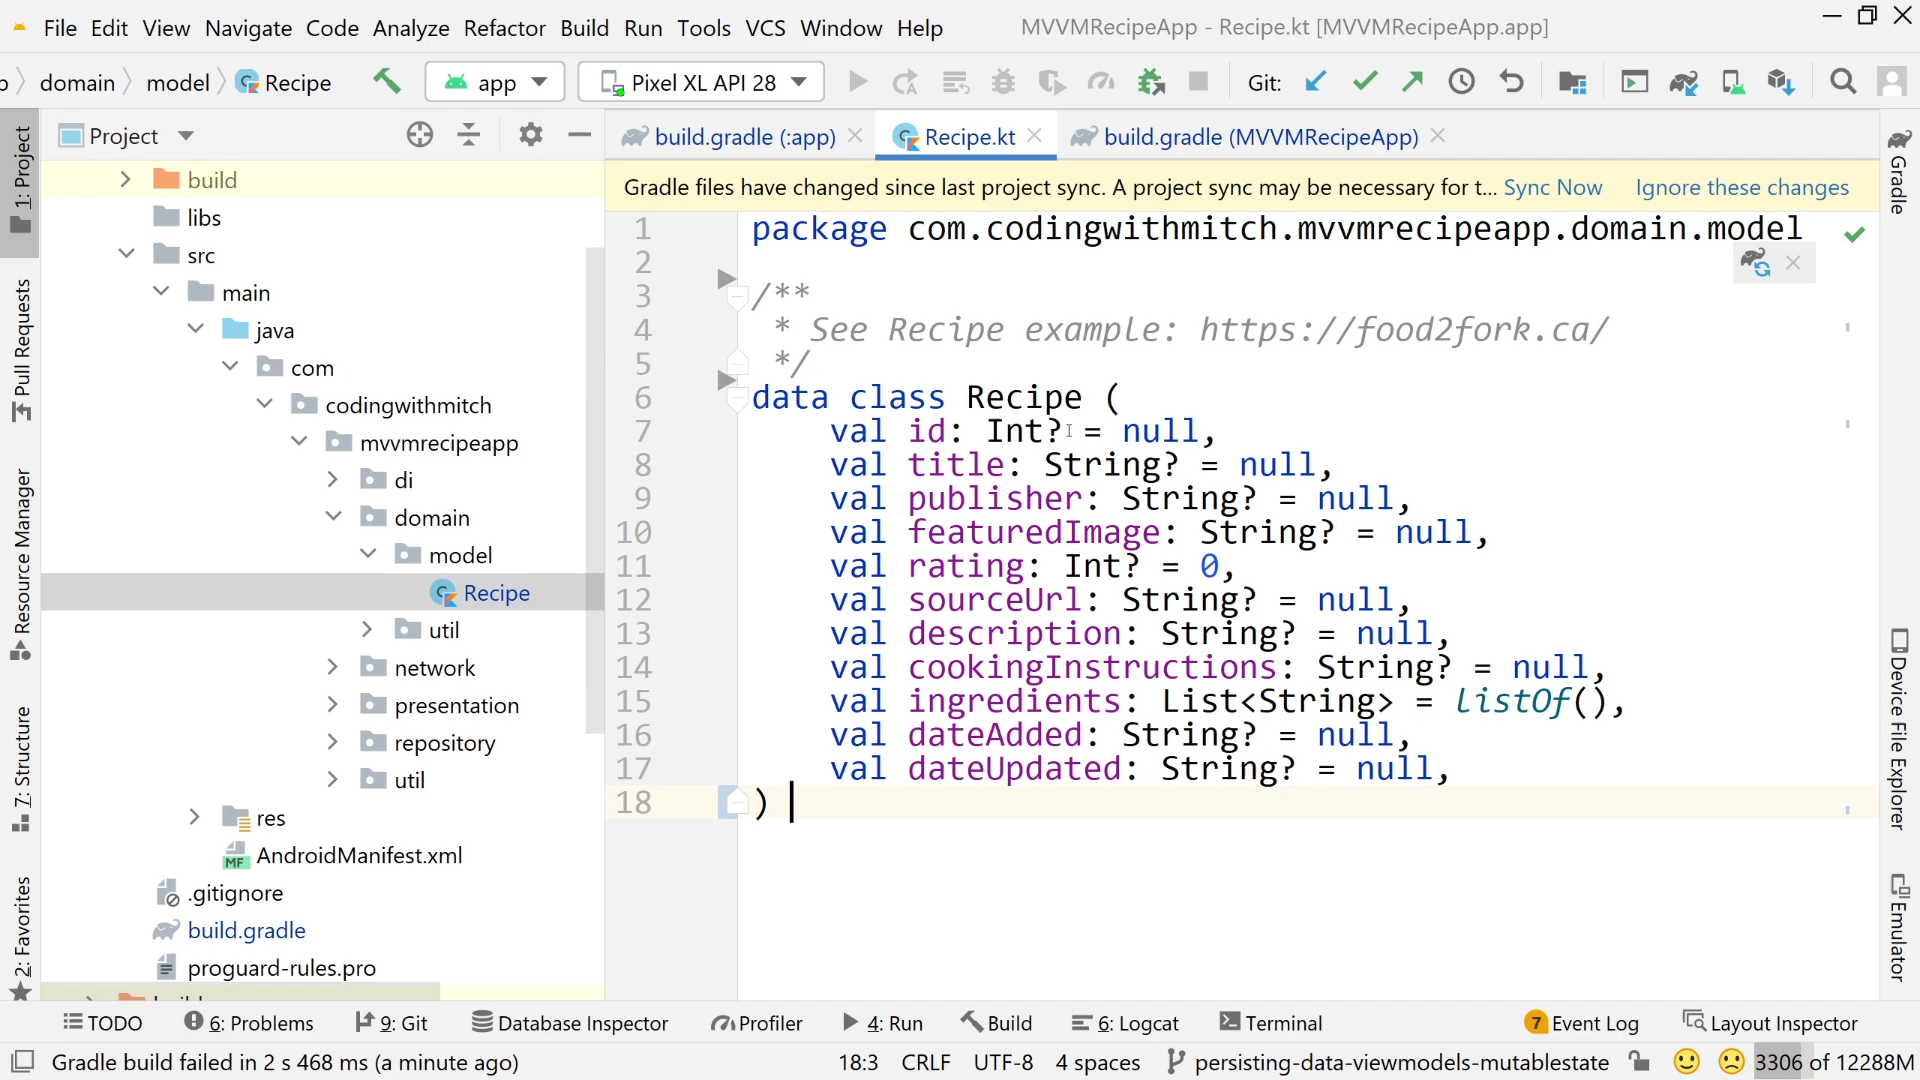 File Edit View Navigate Code Analyze Refactor Build Run Tools VCS Window Help MVVMRecipeApp - Recipe.kt [MVVMRecipeApp.app]
domain model Recipe app Pixel XL API 28 Git:
Project
build.gradle (:app) Recipe.kt build.gradle (MVVMRecipeApp)
Gradle files have changed since last project sync. A project sync may be necessary for t... Sync Now Ignore these changes
1: Project
Pull Requests
Resource Manager
7: Structure
2: Favorites
build
libs
src
main
java
com
codingwithmitch
mvvmrecipeapp
di
domain
model
Recipe
util
network
presentation
repository
util
res
AndroidManifest.xml
.gitignore
build.gradle
proguard-rules.pro
1 package com.codingwithmitch.mvvmrecipeapp.domain.model
2
3 /**
4 * See Recipe example: https://food2fork.ca/
5 */
6 data class Recipe (
7 val id: Int? = null,
8 val title: String? = null,
9 val publisher: String? = null,
10 val featuredImage: String? = null,
11 val rating: Int? = 0,
12 val sourceUrl: String? = null,
13 val description: String? = null,
14 val cookingInstructions: String? = null,
15 val ingredients: List<String> = listOf(),
16 val dateAdded: String? = null,
17 val dateUpdated: String? = null,
18 )
Gradle
Device File Explorer
Emulator
TODO 6: Problems 9: Git Database Inspector Profiler 4: Run Build 6: Logcat Terminal 7 Event Log Layout Inspector
Gradle build failed in 2 s 468 ms (a minute ago) 18:3 CRLF UTF-8 4 spaces persisting-data-viewmodels-mutablestate 3306 of 12288M